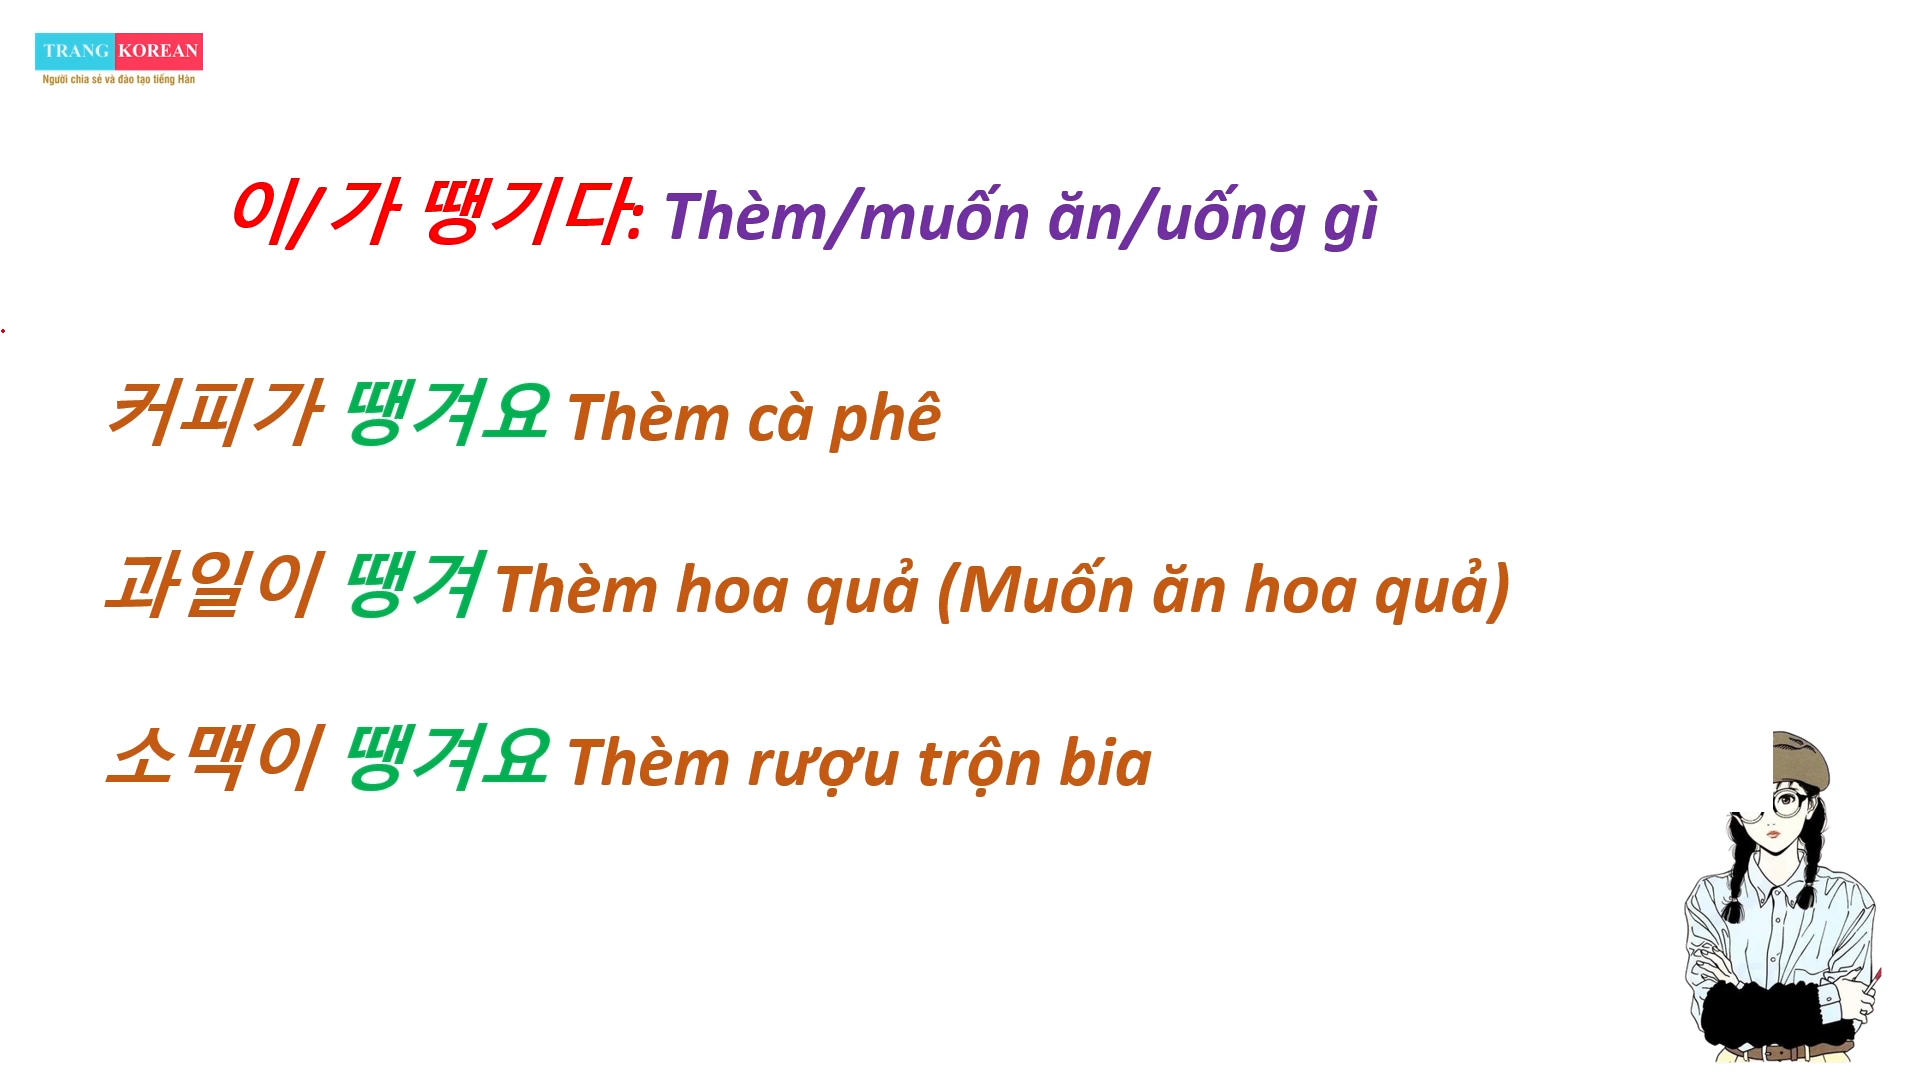 TRANG KOREAN
Người chia sẻ và đào tạo tiếng Hàn
이/가 땡기다: Thèm/muốn ăn/uống gì
커피가 땡겨요 Thèm cà phê
과일이 땡겨 Thèm hoa quả (Muốn ăn hoa quả)
소맥이 땡겨요 Thèm rượu trộn bia